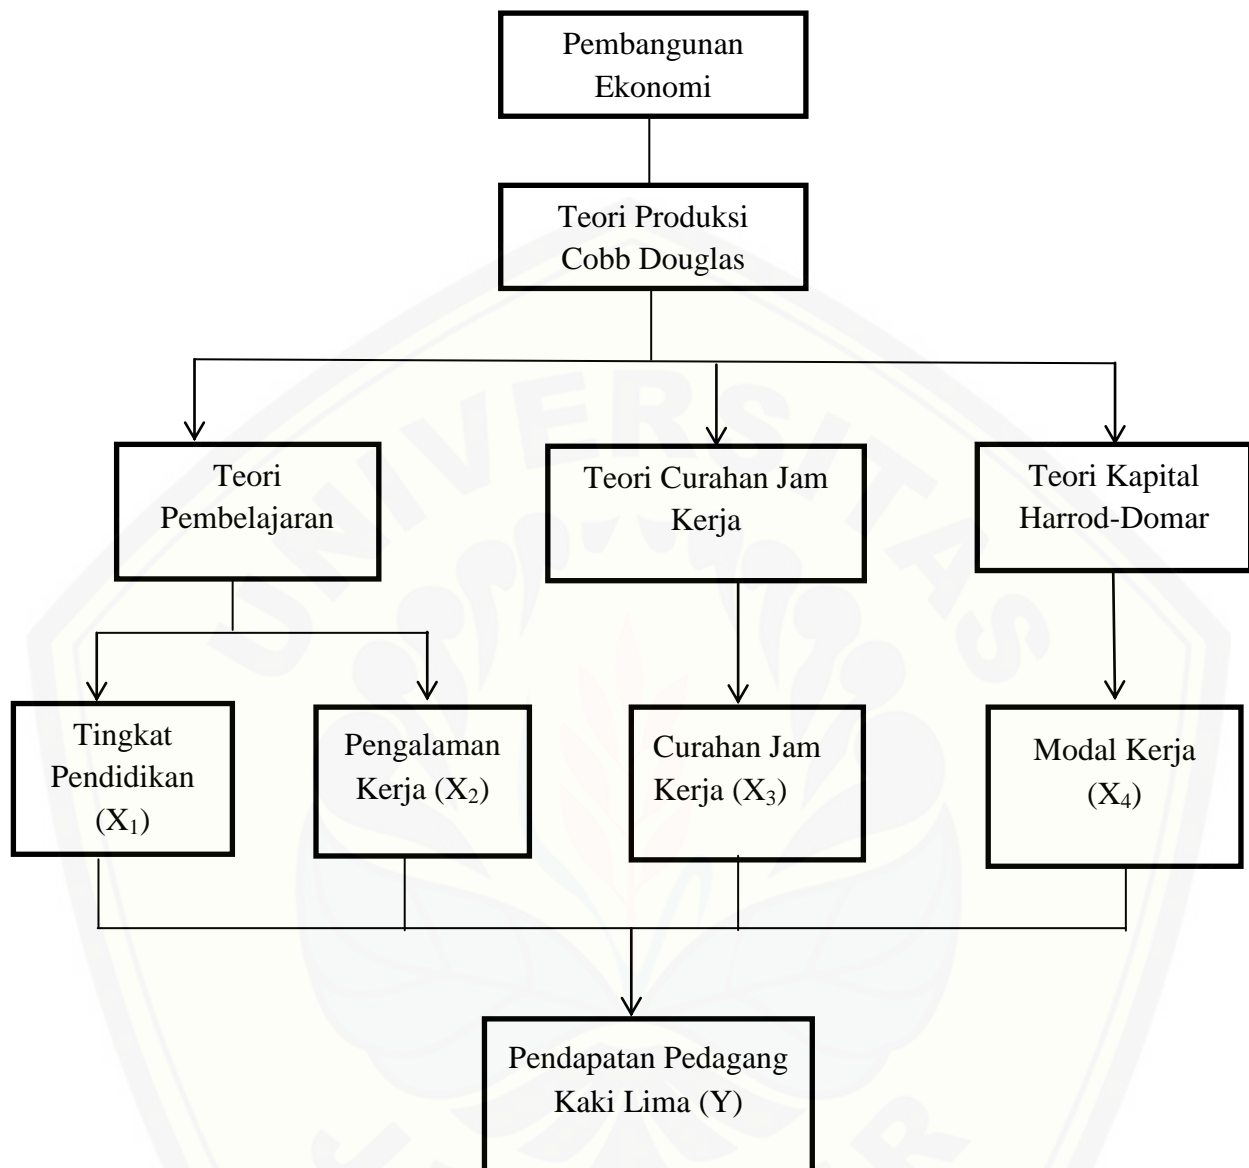 Pembangunan
Ekonomi
Teori Produksi
Cobb Douglas
Teori
Pembelajaran
Teori Curahan Jam
Kerja
Teori Kapital
Harrod-Domar
Tingkat
Pendidikan
(X₁)
Pengalaman
Kerja (X₂)
Curahan Jam
Kerja (X₃)
Modal Kerja
(X₄)
Pendapatan Pedagang
Kaki Lima (Y)
UNIVERSITAS